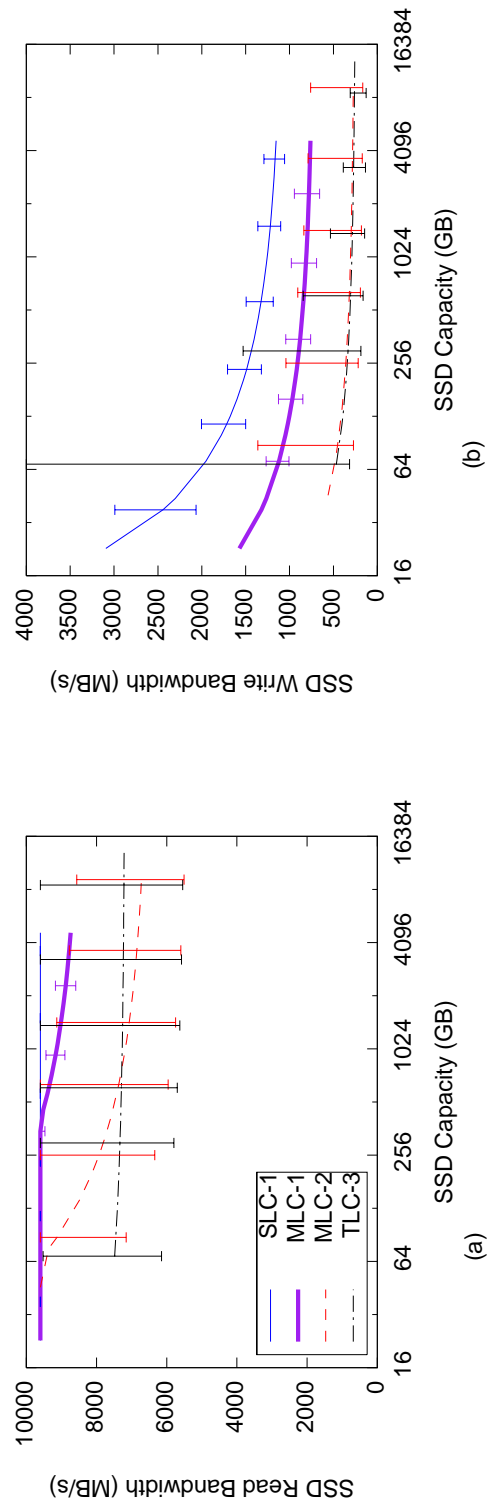 10000
8000
6000
4000
2000
0
16
64
256
1024
4096
16384
SSD Read Bandwidth (MB/s)
SSD Capacity (GB)
SLC-1
MLC-1
MLC-2
TLC-3
(a)
4000
3500
3000
2500
2000
1500
1000
500
0
16
64
256
1024
4096
16384
SSD Write Bandwidth (MB/s)
SSD Capacity (GB)
(b)